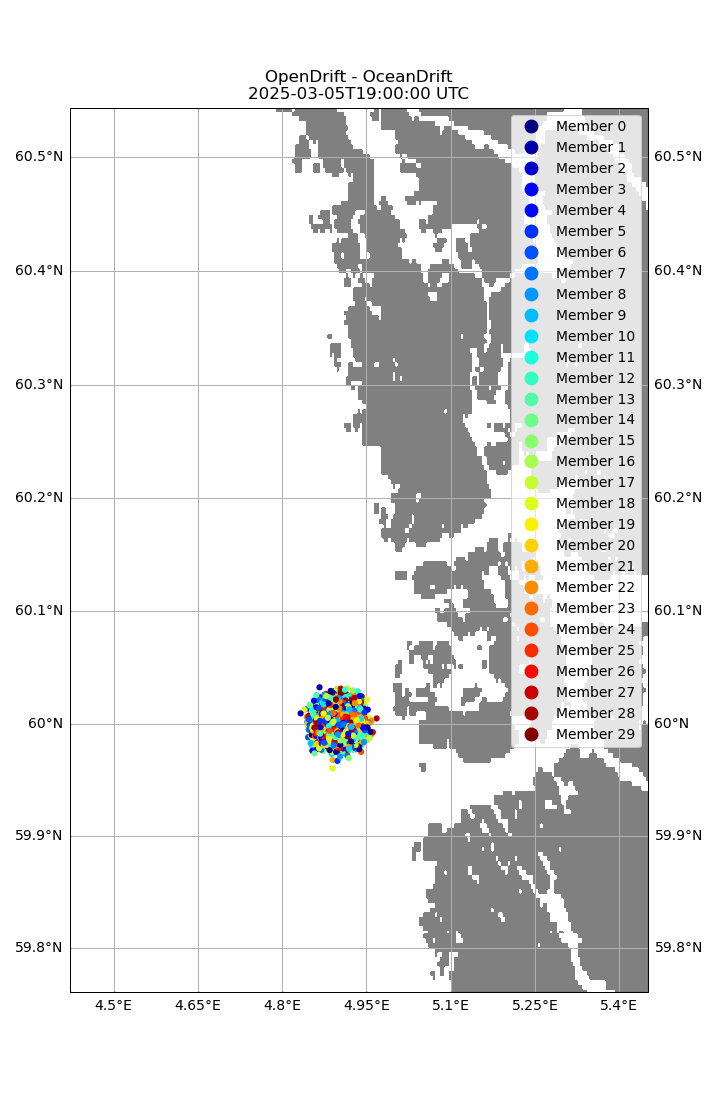 OpenDrift - OceanDrift
2025-03-05T19:00:00 UTC
Member 0
Member 1
Member 2
Member 3
Member 4
Member 5
Member 6
Member 7
Member 8
Member 9
Member 10
Member 11
Member 12
Member 13
Member 14
Member 15
Member 16
Member 17
Member 18
Member 19
Member 20
Member 21
Member 22
Member 23
Member 24
Member 25
Member 26
Member 27
Member 28
Member 29
60.5°N 60.5°N
60.4°N 60.4°N
60.3°N 60.3°N
60.2°N 60.2°N
60.1°N 60.1°N
60°N 60°N
59.9°N 59.9°N
59.8°N 59.8°N
4.5°E 4.65°E 4.8°E 4.95°E 5.1°E 5.25°E 5.4°E